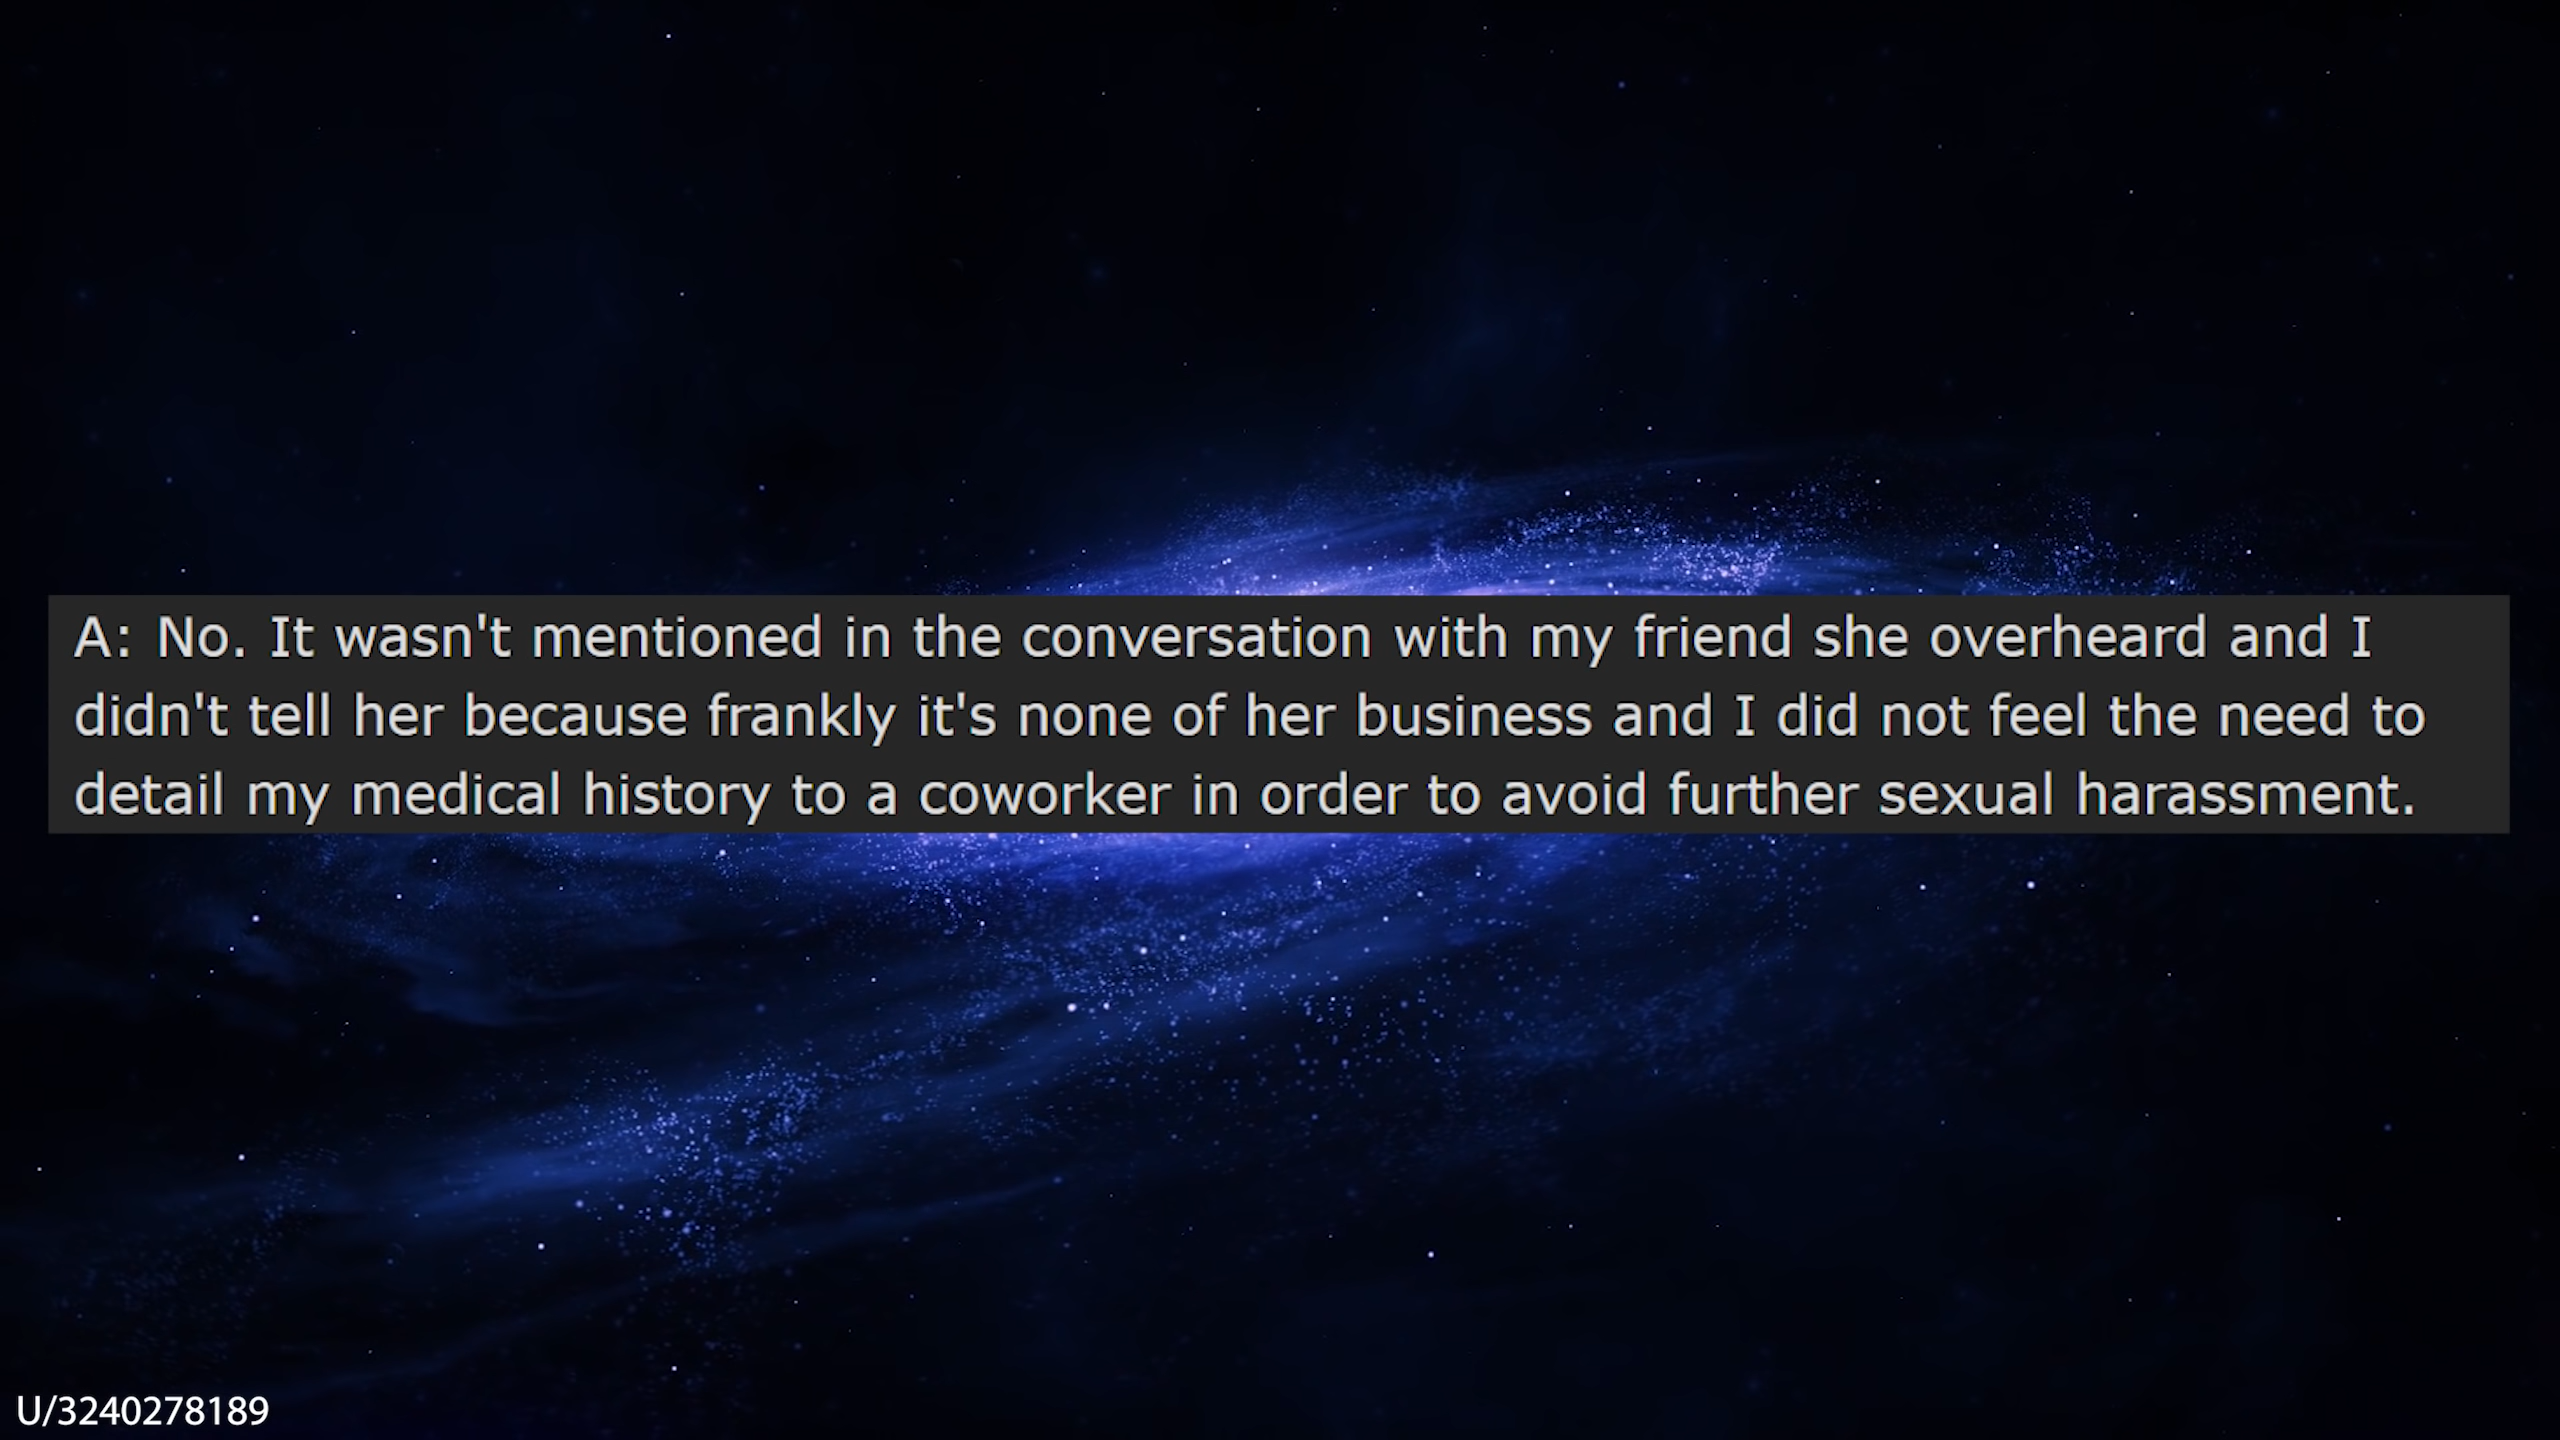 A: No. It wasn't mentioned in the conversation with my friend she overheard and I
didn't tell her because frankly it's none of her business and I did not feel the need to
detail my medical history to a coworker in order to avoid further sexual harassment.
U/3240278189